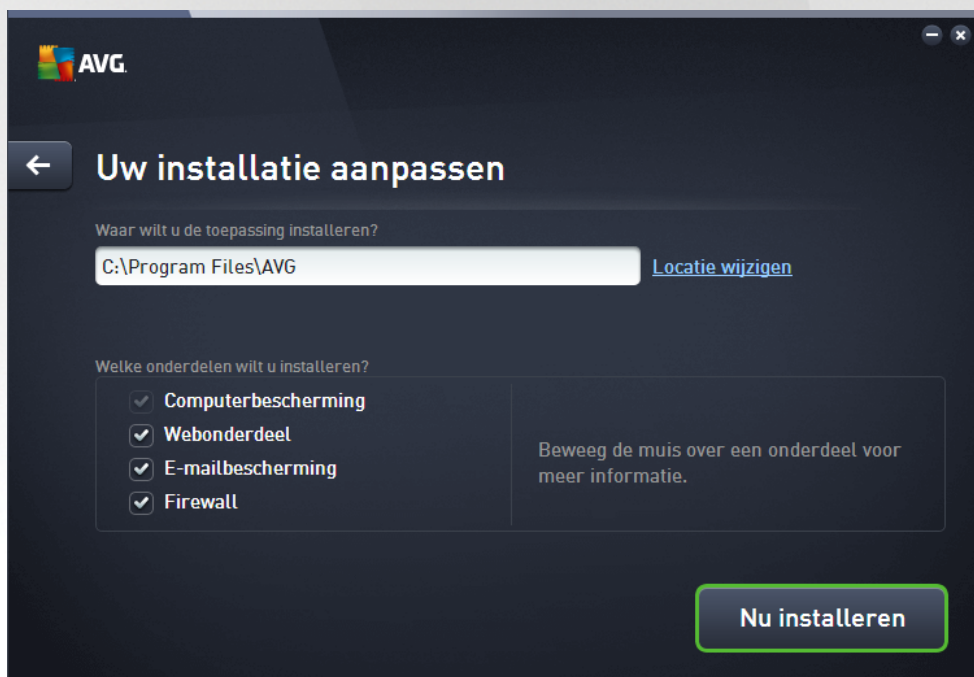 AVG.
Uw installatie aanpassen
Waar wilt u de toepassing installeren?
C:\Program Files\AVG
Locatie wijzigen
Welke onderdelen wilt u installeren?
Computerbescherming
Webonderdeel
E-mailbescherming
Firewall
Beweeg de muis over een onderdeel voor
meer informatie.
Nu installeren